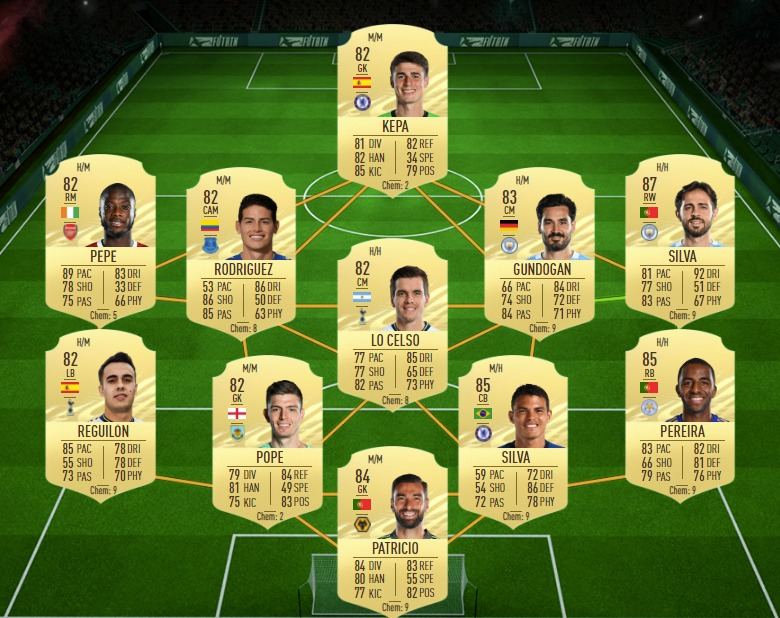 FUTBIN
FUTBIN
FUTBIN
FUTBIN
M/M
82
GK
KEPA
81 DIV 82 REF
82 HAN 34 SPE
85 KIC 79 POS
Chem: 2
H/M
82
RM
PEPE
89 PAC 83 DRI
78 SHO 33 DEF
75 PAS 66 PHY
Chem: 5
M/M
82
CAM
RODRIGUEZ
53 PAC 86 DRI
86 SHO 50 DEF
85 PAS 63 PHY
Chem: 8
H/H
82
CM
LO CELSO
77 PAC 85 DRI
77 SHO 65 DEF
82 PAS 73 PHY
Chem: 8
M/M
83
CM
GUNDOGAN
66 PAC 84 DRI
74 SHO 72 DEF
84 PAS 71 PHY
Chem: 9
H/H
87
RW
SILVA
81 PAC 92 DRI
77 SHO 51 DEF
83 PAS 67 PHY
Chem: 9
H/M
82
LB
REGUILON
85 PAC 78 DRI
55 SHO 78 DEF
73 PAS 70 PHY
Chem: 9
M/M
82
GK
POPE
79 DIV 84 REF
81 HAN 49 SPE
75 KIC 83 POS
Chem: 2
M/H
85
CB
SILVA
59 PAC 72 DRI
54 SHO 86 DEF
72 PAS 78 PHY
Chem: 9
H/H
85
RB
PEREIRA
83 PAC 82 DRI
66 SHO 81 DEF
79 PAS 76 PHY
Chem: 9
M/M
84
GK
PATRICIO
84 DIV 83 REF
80 HAN 55 SPE
77 KIC 82 POS
Chem: 9